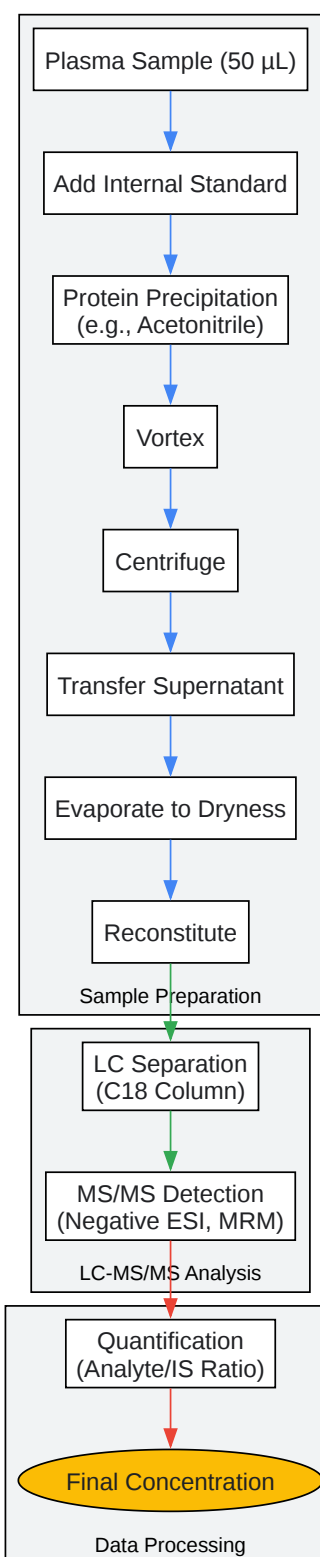 Plasma Sample (50 µL)
Add Internal Standard
Protein Precipitation
(e.g., Acetonitrile)
Vortex
Centrifuge
Transfer Supernatant
Evaporate to Dryness
Reconstitute
Sample Preparation
LC Separation
(C18 Column)
MS/MS Detection
(Negative ESI, MRM)
LC-MS/MS Analysis
Quantification
(Analyte/IS Ratio)
Final Concentration
Data Processing